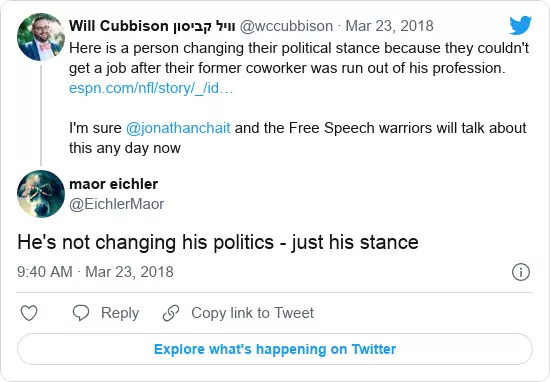 Will Cubbison וויל קביסון @wccubbison · Mar 23, 2018
Here is a person changing their political stance because they couldn't
get a job after their former coworker was run out of his profession.
espn.com/nfl/story/_/id…
I'm sure @jonathanchait and the Free Speech warriors will talk about
this any day now
maor eichler
@EichlerMaor
He's not changing his politics - just his stance
9:40 AM · Mar 23, 2018
Reply Copy link to Tweet
Explore what's happening on Twitter